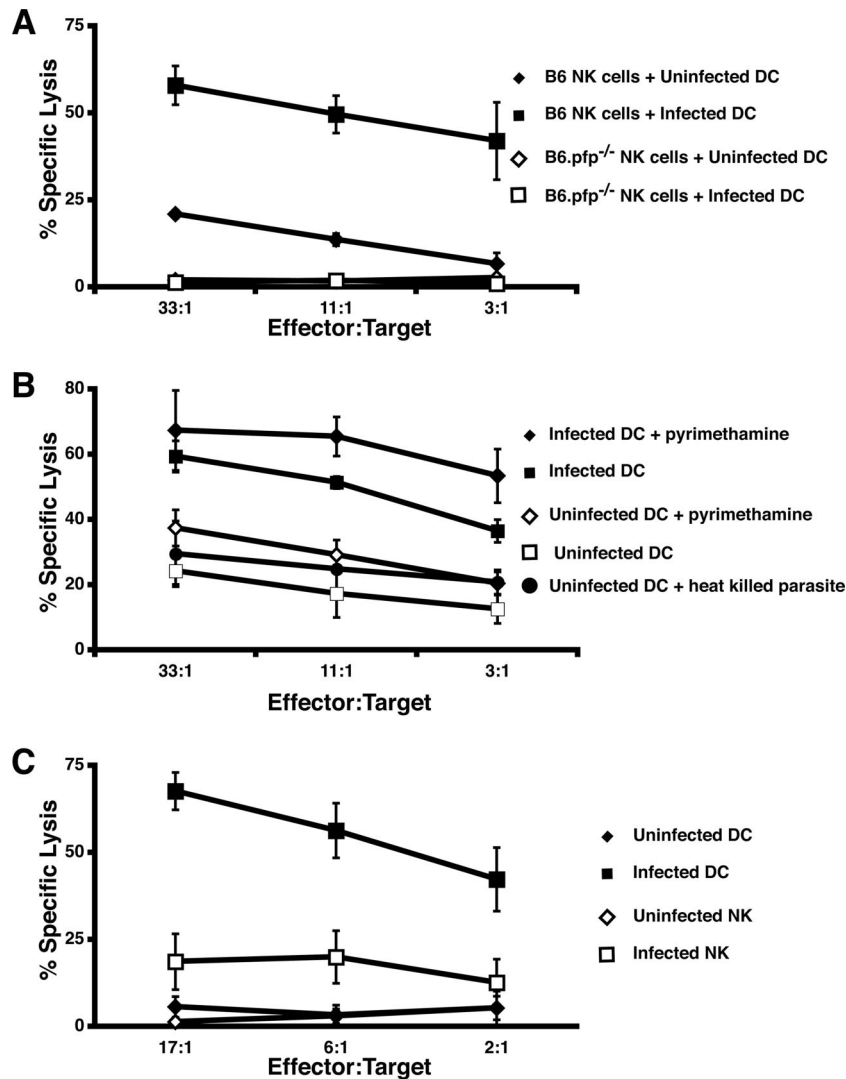 A
75
50
25
0
% Specific Lysis
33:1
11:1
3:1
Effector:Target
B6 NK cells + Uninfected DC
B6 NK cells + Infected DC
B6.pfp-/- NK cells + Uninfected DC
B6.pfp-/- NK cells + Infected DC
B
80
60
40
20
0
% Specific Lysis
33:1
11:1
3:1
Effector:Target
Infected DC + pyrimethamine
Infected DC
Uninfected DC + pyrimethamine
Uninfected DC
Uninfected DC + heat killed parasite
C
75
50
25
0
% Specific Lysis
17:1
6:1
2:1
Effector:Target
Uninfected DC
Infected DC
Uninfected NK
Infected NK